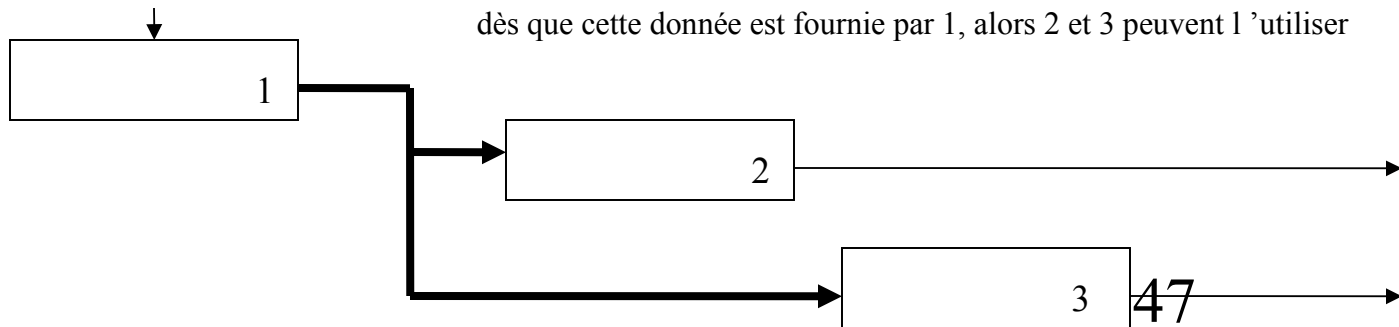 dès que cette donnée est fournie par 1, alors 2 et 3 peuvent l ’utiliser
1
2
3
47